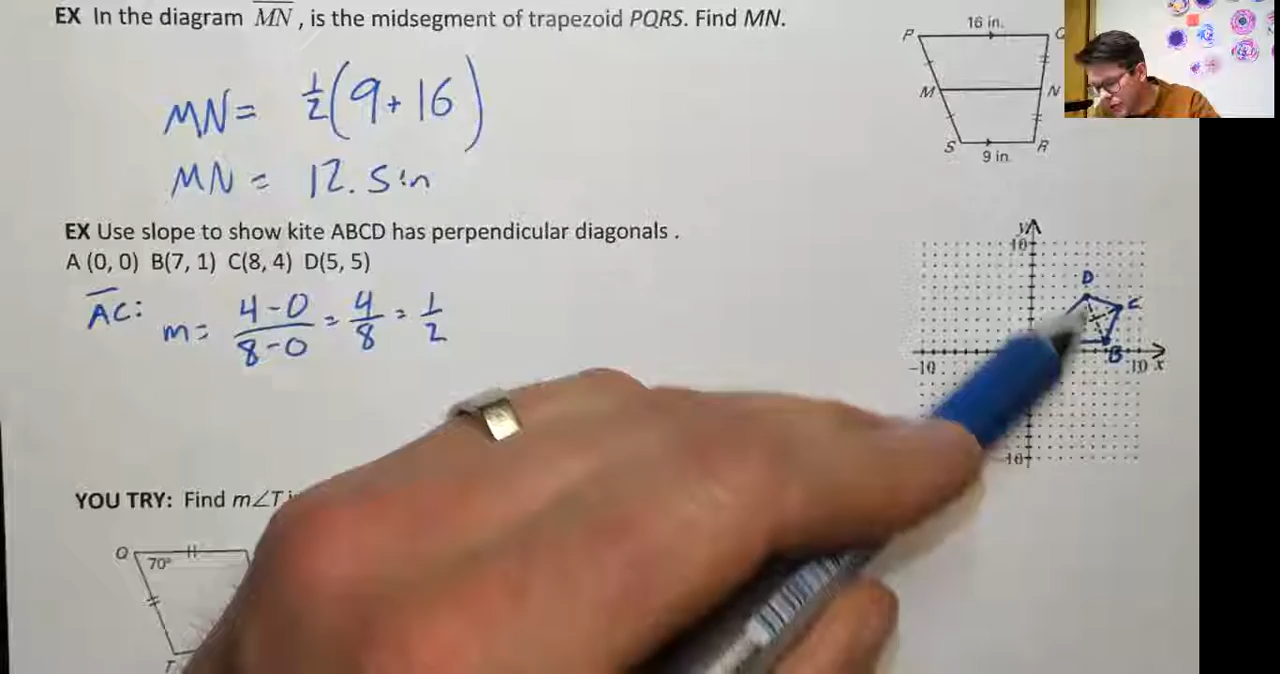 EX In the diagram MN, is the midsegment of trapezoid PQRS. Find MN.
MN = 1/2(9+16)
MN = 12.5in
P 16 in.
M N
S 9 in. R
EX Use slope to show kite ABCD has perpendicular diagonals .
A (0, 0) B(7, 1) C(8, 4) D(5, 5)
AC: m= 4-0/8-0 = 4/8 = 1/2
y
10
D
C
B
-10 10 x
10
YOU TRY: Find m∠T
Q
70°
T